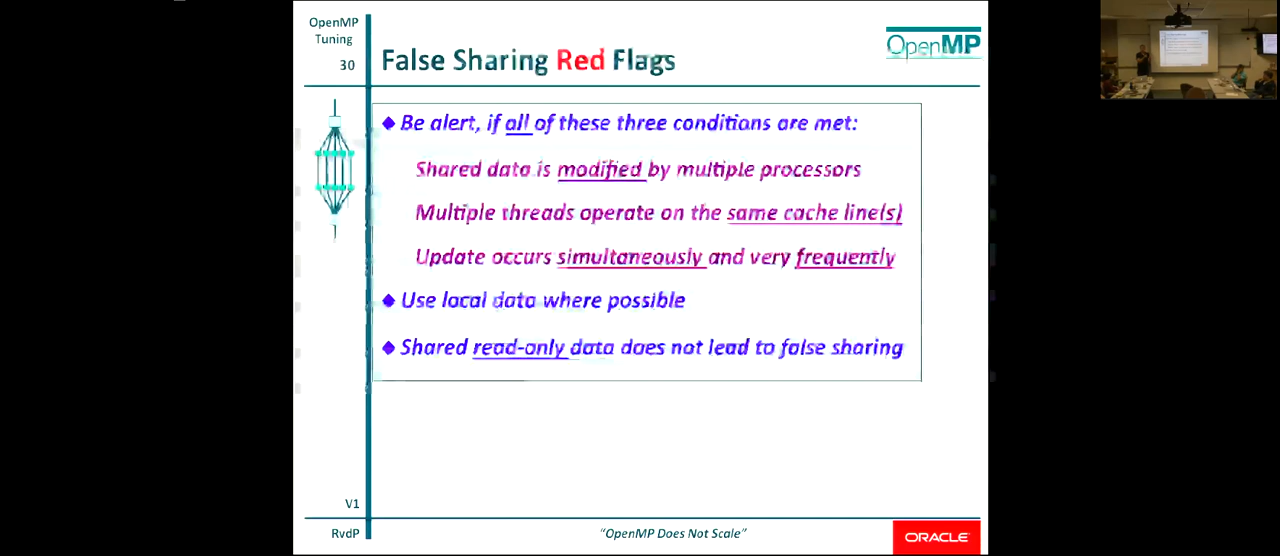 OpenMP
Tuning
30
False Sharing Red Flags
OpenMP
Be alert, if all of these three conditions are met:
Shared data is modified by multiple processors
Multiple threads operate on the same cache line(s)
Update occurs simultaneously and very frequently
Use local data where possible
Shared read-only data does not lead to false sharing
V1
RvdP
“OpenMP Does Not Scale”
ORACLE